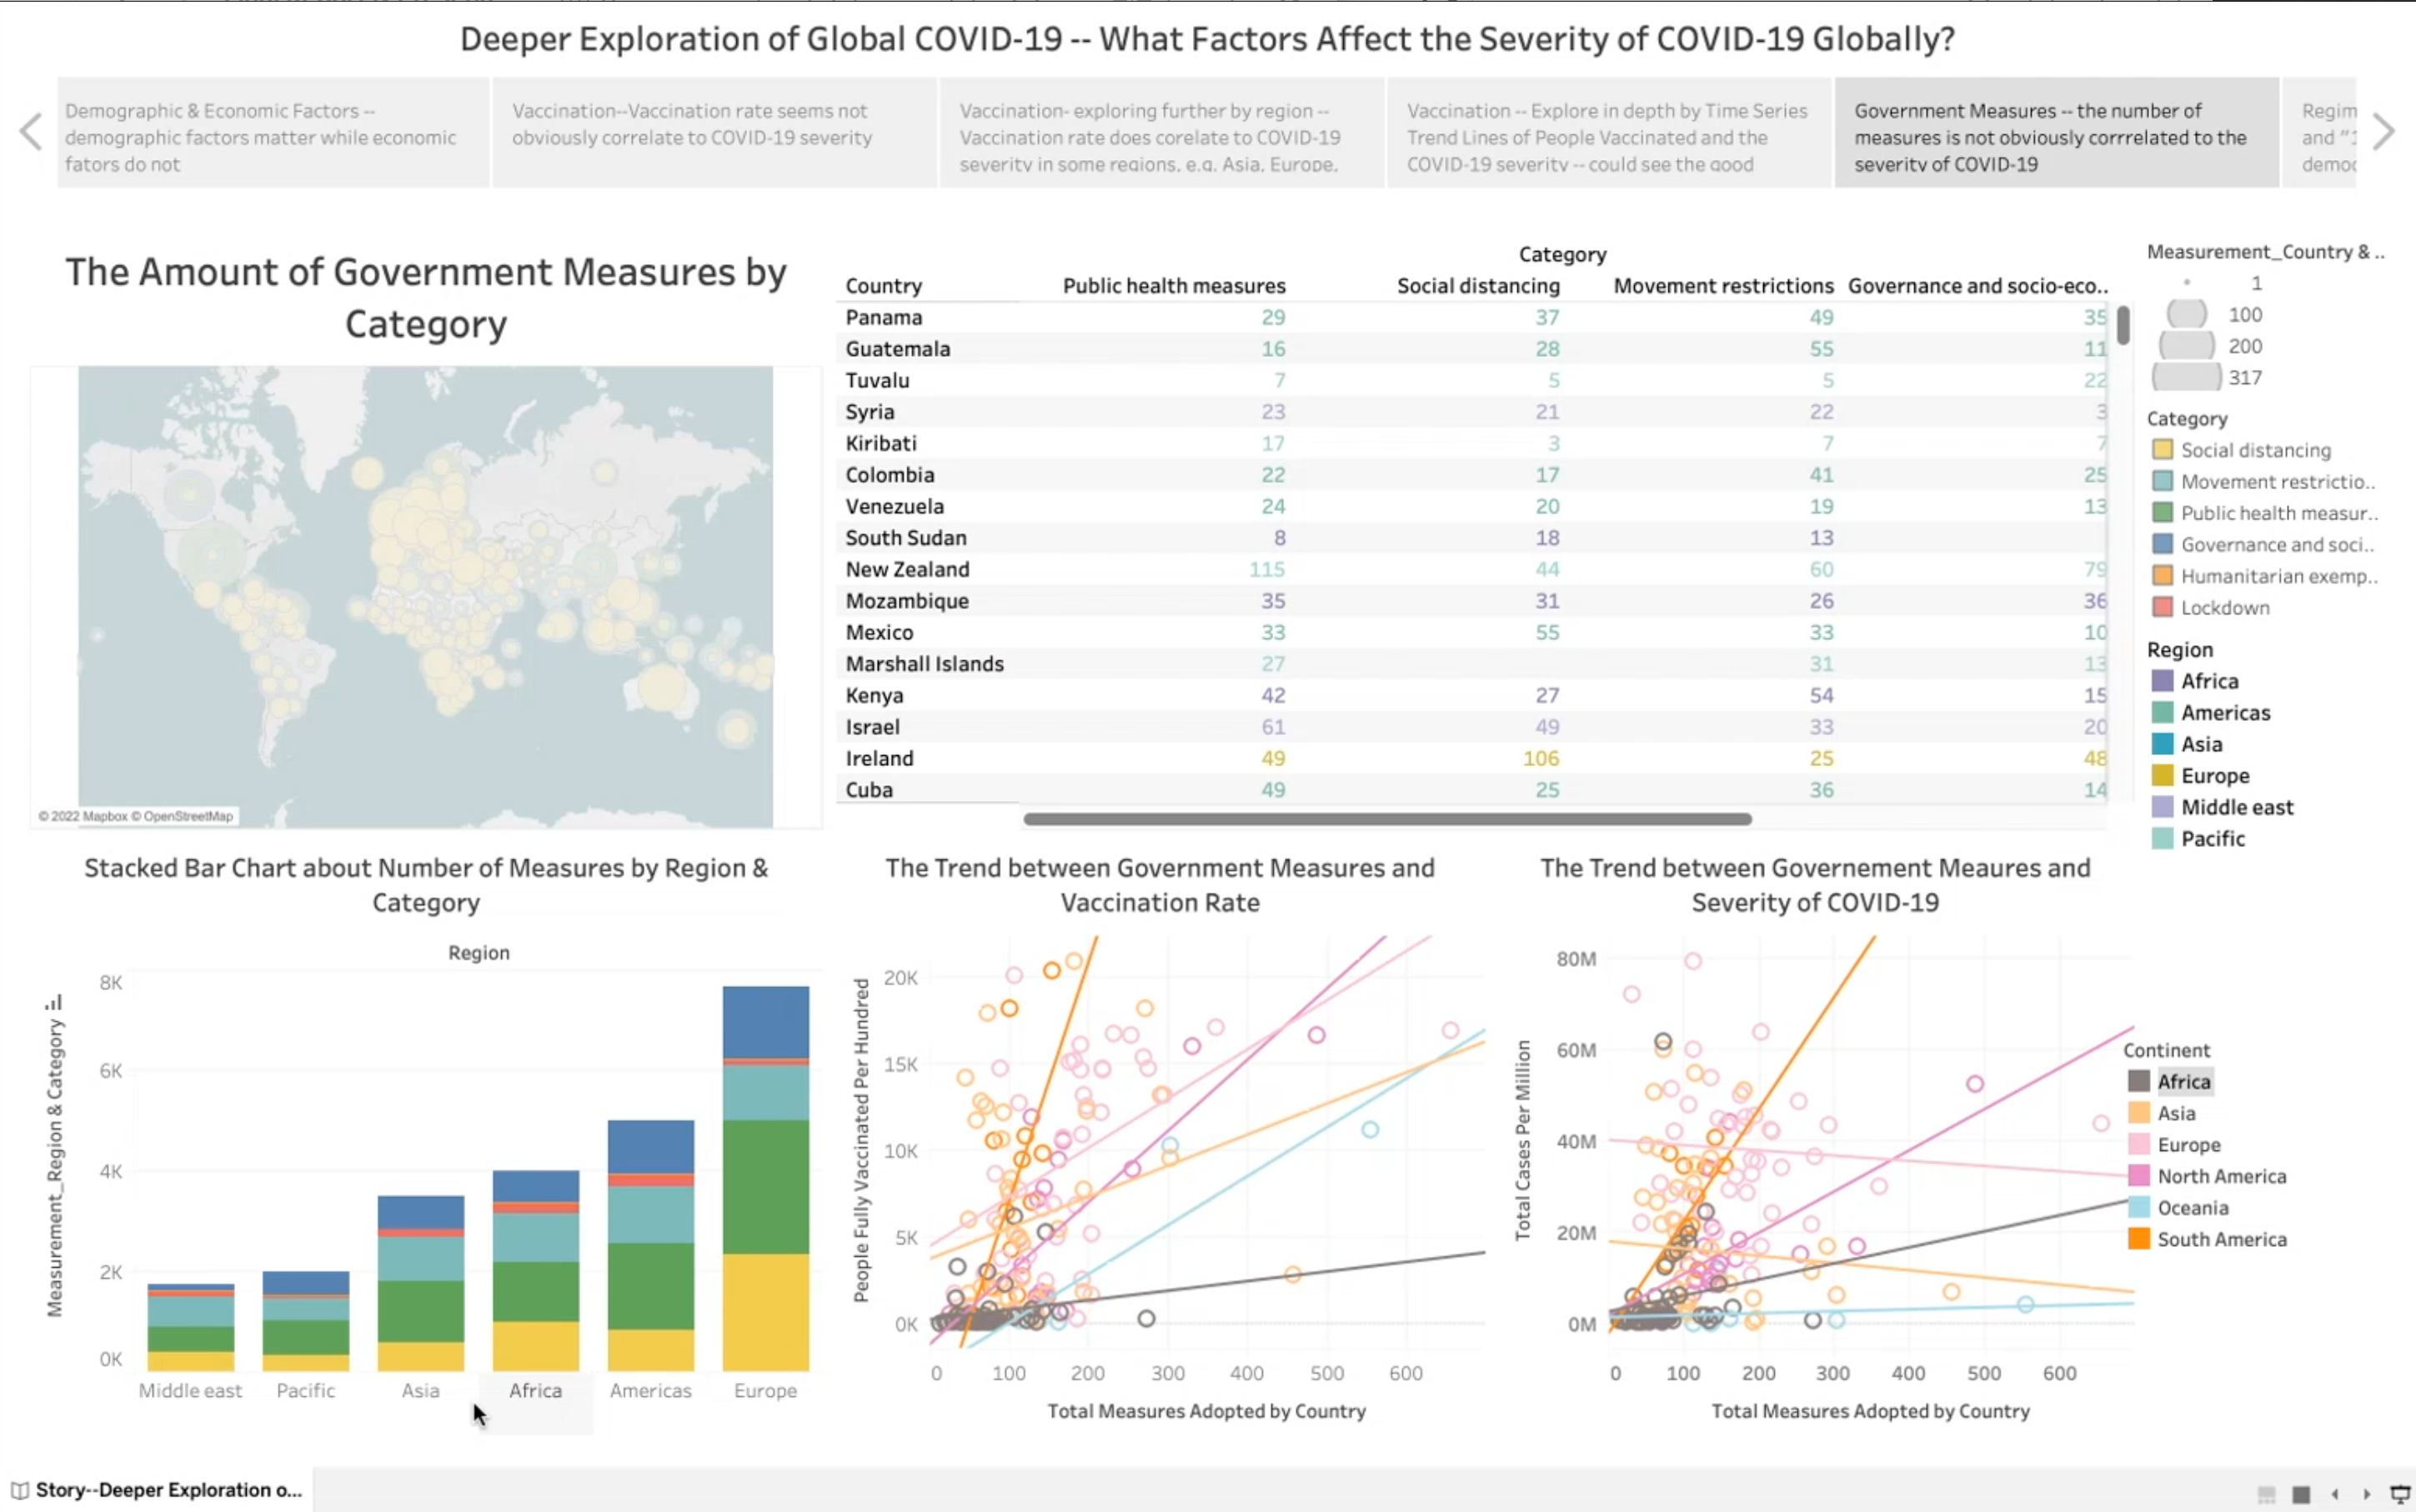 Deeper Exploration of Global COVID-19 -- What Factors Affect the Severity of COVID-19 Globally?
Demographic & Economic Factors --
demographic factors matter while economic
fators do not
Vaccination--Vaccination rate seems not
obviously correlate to COVID-19 severity
Vaccination- exploring further by region --
Vaccination rate does corelate to COVID-19
severity in some regions, e.g. Asia, Europe,
Vaccination -- Explore in depth by Time Series
Trend Lines of People Vaccinated and the
COVID-19 severity -- could see the good
Government Measures -- the number of
measures is not obviously corrrelated to the
severity of COVID-19
Regim
and "1
democ
The Amount of Government Measures by
Category
© 2022 Mapbox © OpenStreetMap
Category
Country Public health measures Social distancing Movement restrictions Governance and socio-eco..
Panama 29 37 49 35
Guatemala 16 28 55 11
Tuvalu 7 5 5 22
Syria 23 21 22 3
Kiribati 17 3 7 7
Colombia 22 17 41 25
Venezuela 24 20 19 13
South Sudan 8 18 13
New Zealand 115 44 60 79
Mozambique 35 31 26 36
Mexico 33 55 33 10
Marshall Islands 27 31 13
Kenya 42 27 54 15
Israel 61 49 33 20
Ireland 49 106 25 48
Cuba 49 25 36 14
Measurement_Country & ..
1
100
200
317
Category
Social distancing
Movement restrictio..
Public health measur..
Governance and soci..
Humanitarian exemp..
Lockdown
Region
Africa
Americas
Asia
Europe
Middle east
Pacific
Stacked Bar Chart about Number of Measures by Region &
Category
Region
Measurement_Region & Category
8K
6K
4K
2K
0K
Middle east Pacific Asia Africa Americas Europe
The Trend between Government Measures and
Vaccination Rate
People Fully Vaccinated Per Hundred
20K
15K
10K
5K
0K
0 100 200 300 400 500 600
Total Measures Adopted by Country
The Trend between Governement Meaures and
Severity of COVID-19
Total Cases Per Million
80M
60M
40M
20M
0M
0 100 200 300 400 500 600
Total Measures Adopted by Country
Continent
Africa
Asia
Europe
North America
Oceania
South America
Story--Deeper Exploration o...